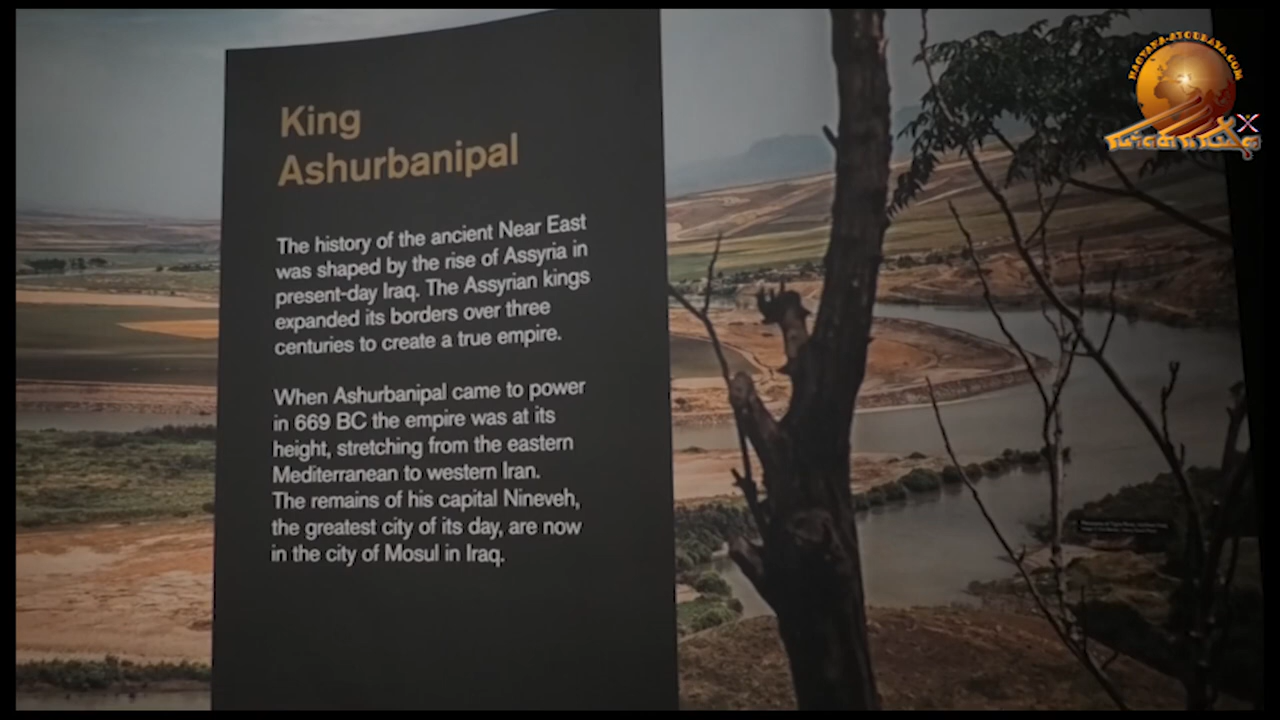 King
Ashurbanipal
The history of the ancient Near East
was shaped by the rise of Assyria in
present-day Iraq. The Assyrian kings
expanded its borders over three
centuries to create a true empire.
When Ashurbanipal came to power
in 669 BC the empire was at its
height, stretching from the eastern
Mediterranean to western Iran.
The remains of his capital Nineveh,
the greatest city of its day, are now
in the city of Mosul in Iraq.